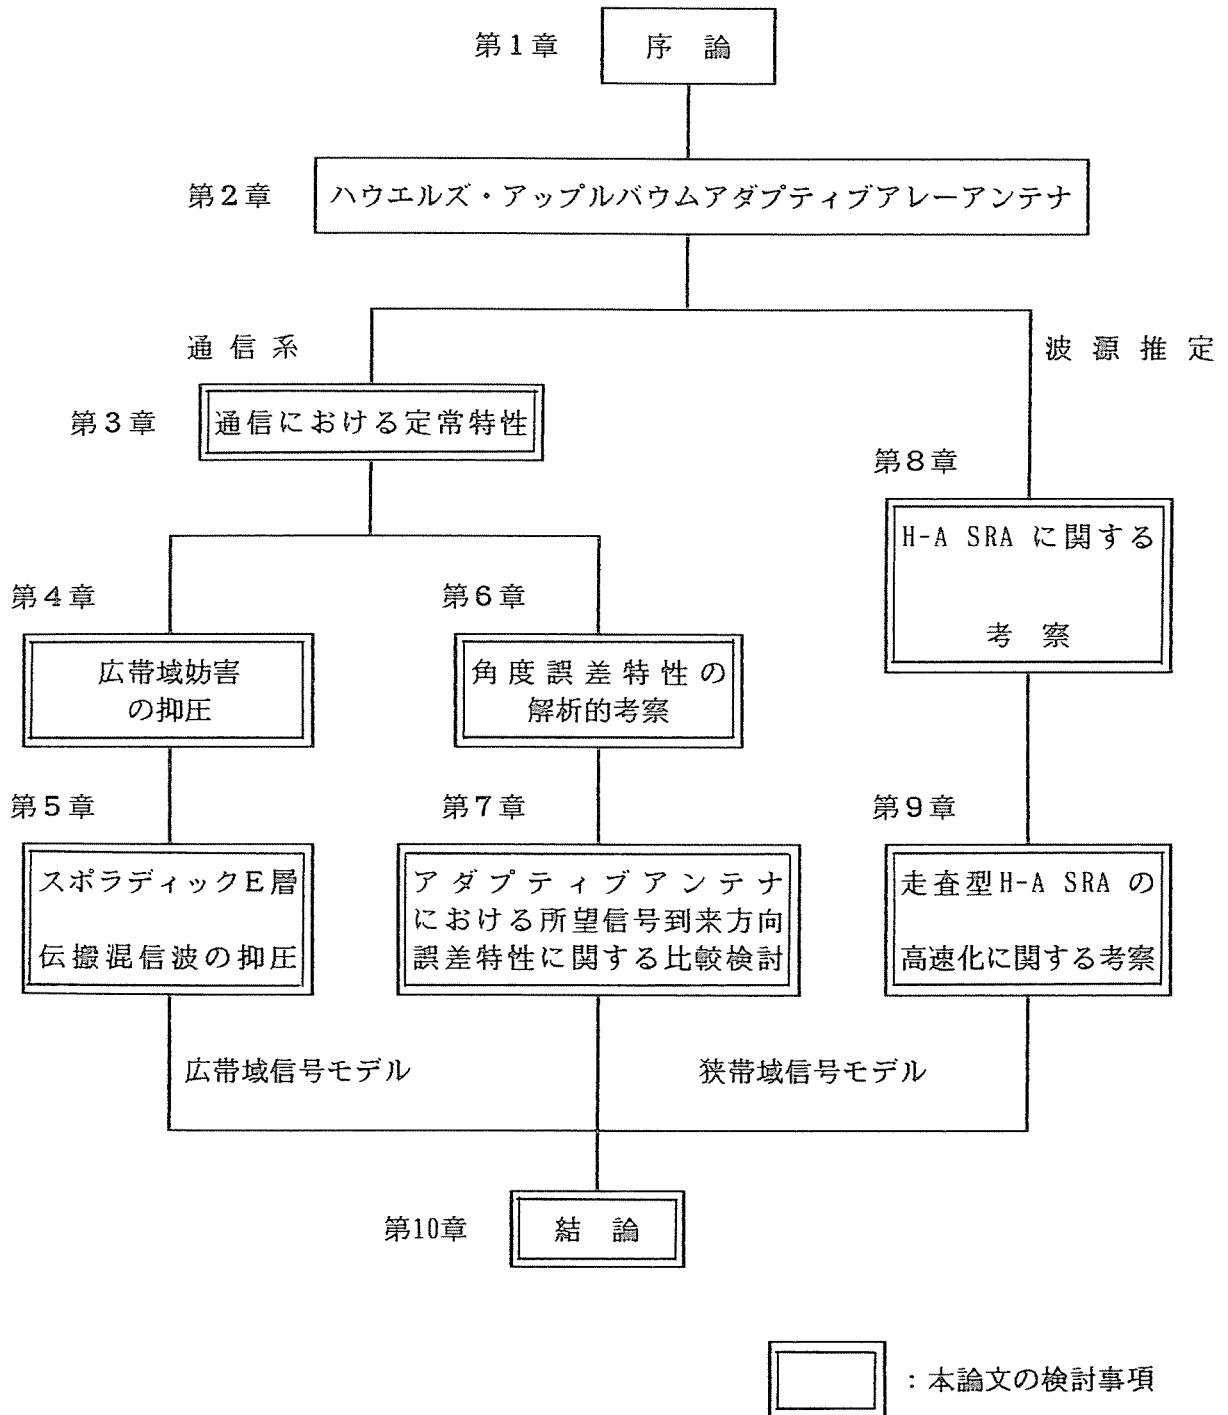 第1章 序 論
第2章 ハウエルズ・アップルバウムアダプティブアレーアンテナ
通信系
波源推定
第3章 通信における定常特性
第8章
H-A SRA に関する
考 察
第4章
広帯域妨害
の抑圧
第6章
角度誤差特性の
解析的考察
第5章
スポラディックE層
伝搬混信波の抑圧
第7章
アダプティブアンテナ
における所望信号到来方向
誤差特性に関する比較検討
第9章
走査型H-A SRA の
高速化に関する考察
広帯域信号モデル
狭帯域信号モデル
第10章 結 論
:本論文の検討事項